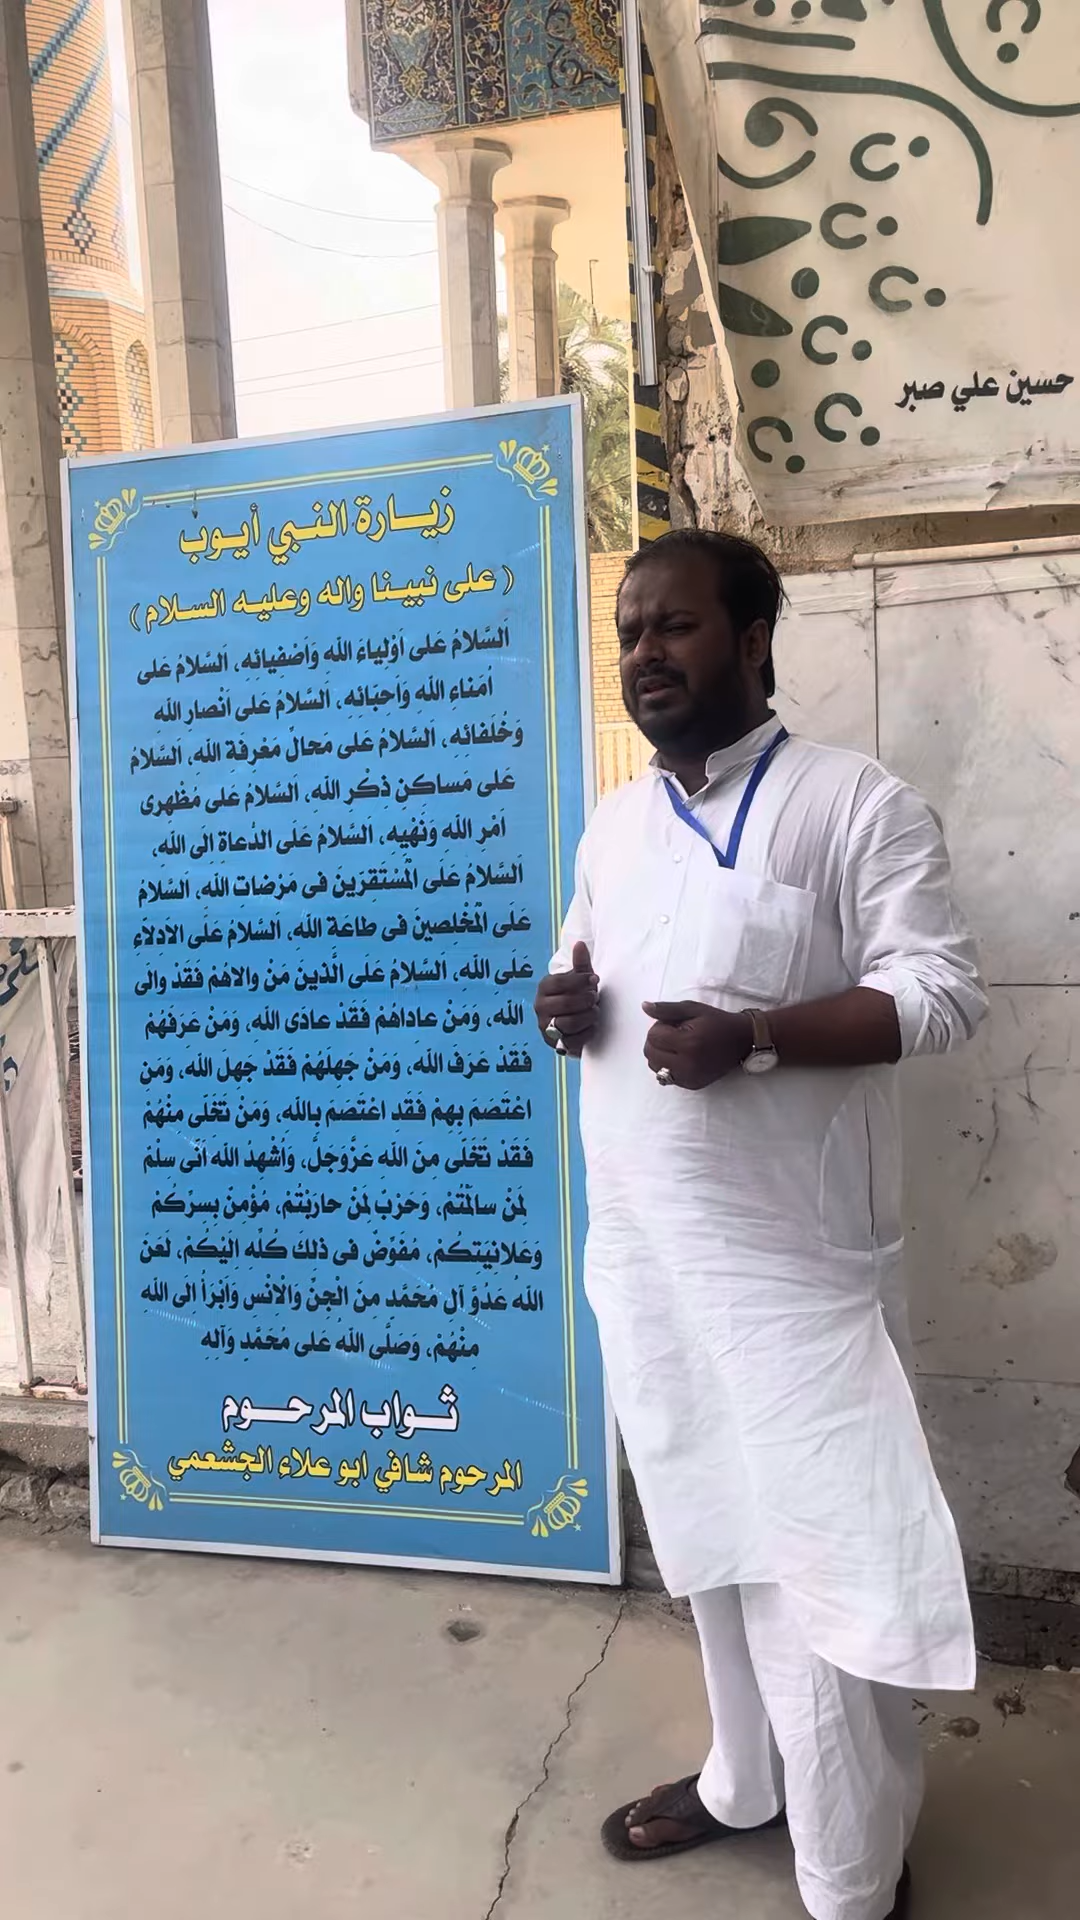 زيارة النبي أيوب
( على نبينا واله وعليه السلام )
اَلسَّلامُ عَلى اَوْلِياءِ اللهِ وَاَصْفِيائِهِ، اَلسَّلامُ عَلى
اُمَناءِ اللهِ وَاَحِبّائِهِ، اَلسَّلامُ عَلى اَنْصارِ اللهِ
وَخُلَفائِهِ، اَلسَّلامُ عَلى مَحالِّ مَعْرِفَةِ اللهِ، اَلسَّلامُ
عَلى مَساكِنِ ذِكْرِ اللهِ، اَلسَّلامُ عَلى مُظْهِرى
اَمْرِ اللهِ وَنَهْيِهِ، اَلسَّلامُ عَلَى الدُّعاةِ اِلَى اللهِ،
اَلسَّلامُ عَلَى الْمُسْتَقِرّينَ فى مَرْضاتِ اللهِ، اَلسَّلامُ
عَلَى الْمُخْلِصينَ فى طاعَةِ اللهِ، اَلسَّلامُ عَلَى الاَدِلاّءِ
عَلَى اللهِ، اَلسَّلامُ عَلَى الَّذينَ مَنْ والاهُمْ فَقَدْ والَى
اللهَ، وَمَنْ عاداهُمْ فَقَدْ عادَى اللهَ، وَمَنْ عَرَفَهُمْ
فَقَدْ عَرَفَ اللهَ، وَمَنْ جَهِلَهُمْ فَقَدْ جَهِلَ اللهَ، وَمَنِ
اعْتَصَمَ بِهِمْ فَقَدِ اعْتَصَمَ بِاللهِ، وَمَنْ تَخَلّى مِنْهُمْ
فَقَدْ تَخَلّى مِنَ اللهِ عَزَّوَجَلَّ، وَاُشْهِدُ اللهَ اَنّى سِلْمٌ
لِمَنْ سالَمْتُمْ، وَحَرْبٌ لِمَنْ حارَبْتُمْ، مُؤْمِنٌ بِسِرِّكُمْ
وَعَلانِيَتِكُمْ، مُفَوِّضٌ فى ذلِكَ كُلِّهِ اِلَيْكُمْ، لَعَنَ
اللهُ عَدُوَّ آلِ مُحَمَّدٍ مِنَ الْجِنِّ وَالْاِنْسِ وَاَبْرَأُ اِلَى اللهِ
مِنْهُمْ، وَصَلَّى اللهُ عَلى مُحَمَّدٍ وَآلِهِ
ثواب المرحوم
المرحوم شافي ابو علاء الجشعمي
حسين علي صبر